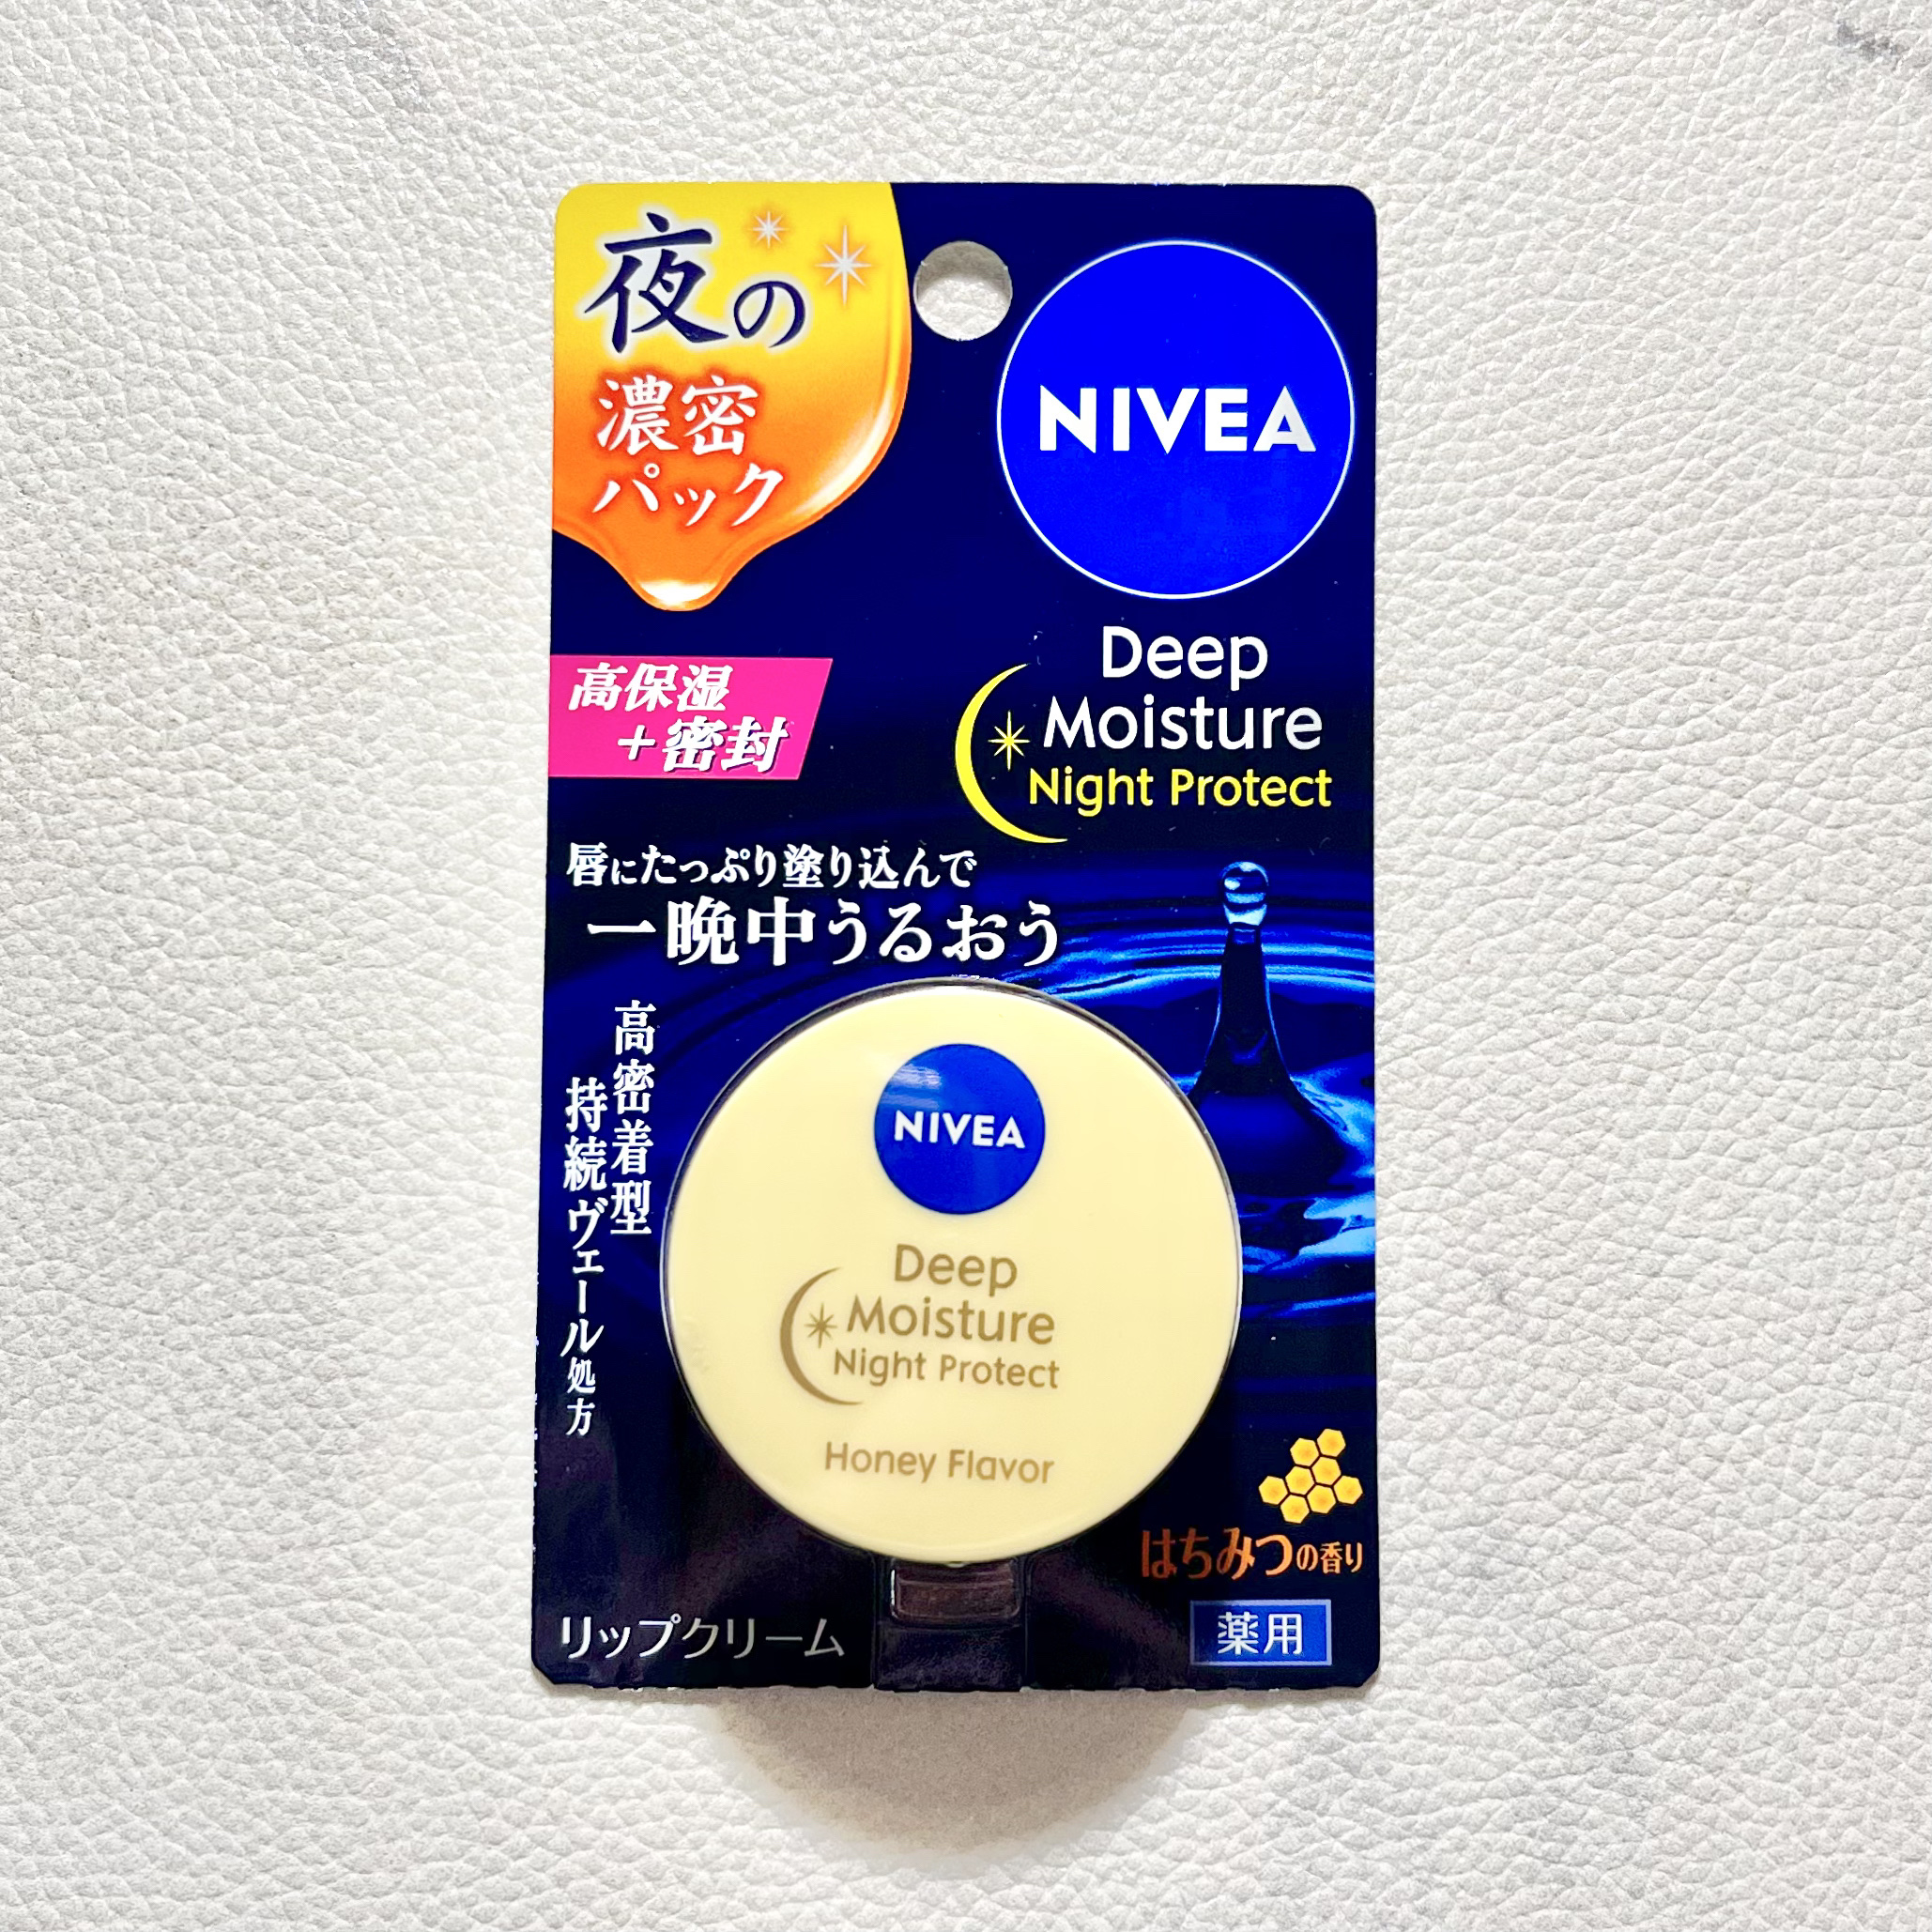 夜の
濃密
パック
NIVEA
Deep
Moisture
Night Protect
高保湿
+密封
唇にたっぷり塗り込んで
一晩中うるおう
高密着型
持続ヴェール処方
NIVEA
Deep
Moisture
Night Protect
Honey Flavor
はちみつの香り
リップクリーム
薬用